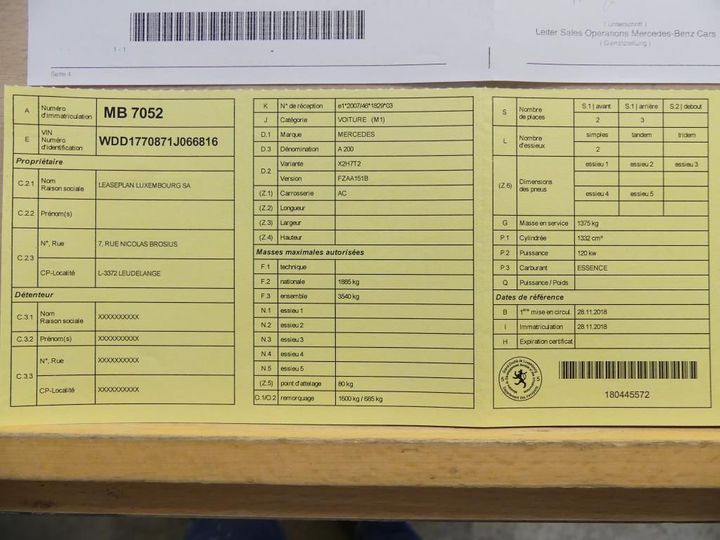 1 - 1
Seite 4
( Unterschrift )
Leiter Sales Operations Mercedes-Benz Cars
A Numéro d'immatriculation MB 7052
E VIN Numéro d'identification WDD1770871J066816
Propriétaire
C.2.1 Nom Raison sociale LEASEPLAN LUXEMBOURG SA
C.2.2 Prénom(s)
C.2.3 N°, Rue 7, RUE NICOLAS BROSIUS
CP-Localité L-3372 LEUDELANGE
Détenteur
C.3.1 Nom Raison sociale XXXXXXXXXX
C.3.2 Prénom(s) XXXXXXXXXX
C.3.3 N°, Rue XXXXXXXXXX
CP-Localité XXXXXXXXXX
K N° de réception e1*2007/46*1829*03
J Catégorie VOITURE (M1)
D.1 Marque MERCEDES
D.3 Dénomination A 200
D.2 Variante X2H7T2
Version FZAA151B
(Z.1) Carrosserie AC
(Z.2) Longueur
(Z.3) Largeur
(Z.4) Hauteur
Masses maximales autorisées
F.1 technique
F.2 nationale 1885 kg
F.3 ensemble 3540 kg
N.1 essieu 1
N.2 essieu 2
N.3 essieu 3
N.4 essieu 4
N.5 essieu 5
(Z.5) point d'attelage 80 kg
O.1/O.2 remorquage 1600 kg / 685 kg
S Nombre de places S.1 | avant S.1 | arrière S.2 | debout
2 3
L Nombre d'essieux simples tandem tridem
2
(Z.6) Dimensions des pneus essieu 1 essieu 2 essieu 3
essieu 4 essieu 5
G Masse en service 1375 kg
P.1 Cylindrée 1332 cm³
P.2 Puissance 120 kw
P.3 Carburant ESSENCE
Q Puissance / Poids
Dates de référence
B 1ère mise en circul. 28.11.2018
I Immatriculation 28.11.2018
H Expiration certificat
180445572